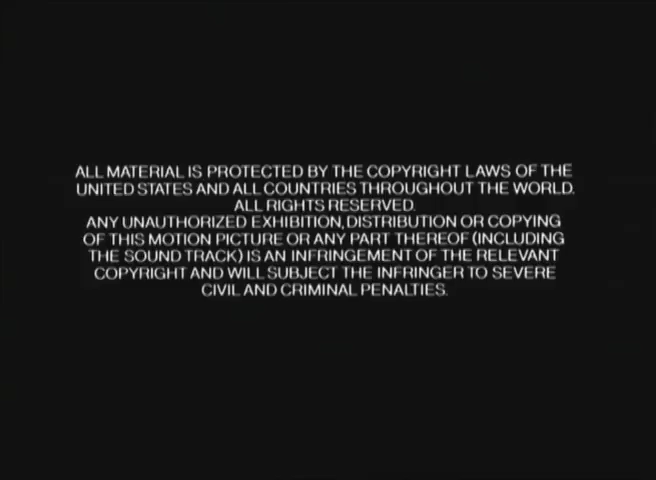 ALL MATERIAL IS PROTECTED BY THE COPYRIGHT LAWS OF THE
UNITED STATES AND ALL COUNTRIES THROUGHOUT THE WORLD.
ALL RIGHTS RESERVED.
ANY UNAUTHORIZED EXHIBITION, DISTRIBUTION OR COPYING
OF THIS MOTION PICTURE OR ANY PART THEREOF (INCLUDING
THE SOUND TRACK) IS AN INFRINGEMENT OF THE RELEVANT
COPYRIGHT AND WILL SUBJECT THE INFRINGER TO SEVERE
CIVIL AND CRIMINAL PENALTIES.